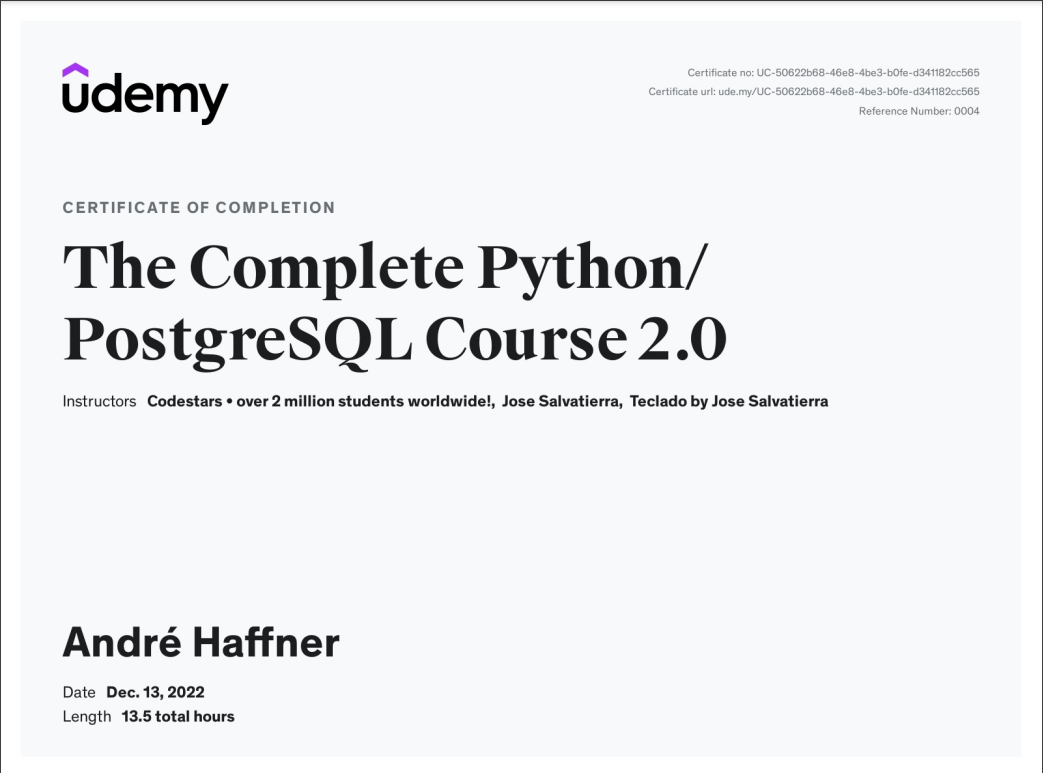 udemy
Certificate no: UC-50622b68-46e8-4be3-b0fe-d341182cc565
Certificate url: ude.my/UC-50622b68-46e8-4be3-b0fe-d341182cc565
Reference Number: 0004
CERTIFICATE OF COMPLETION
The Complete Python/
PostgreSQL Course 2.0
Instructors Codestars • over 2 million students worldwide!, Jose Salvatierra, Teclado by Jose Salvatierra
André Haffner
Date Dec. 13, 2022
Length 13.5 total hours